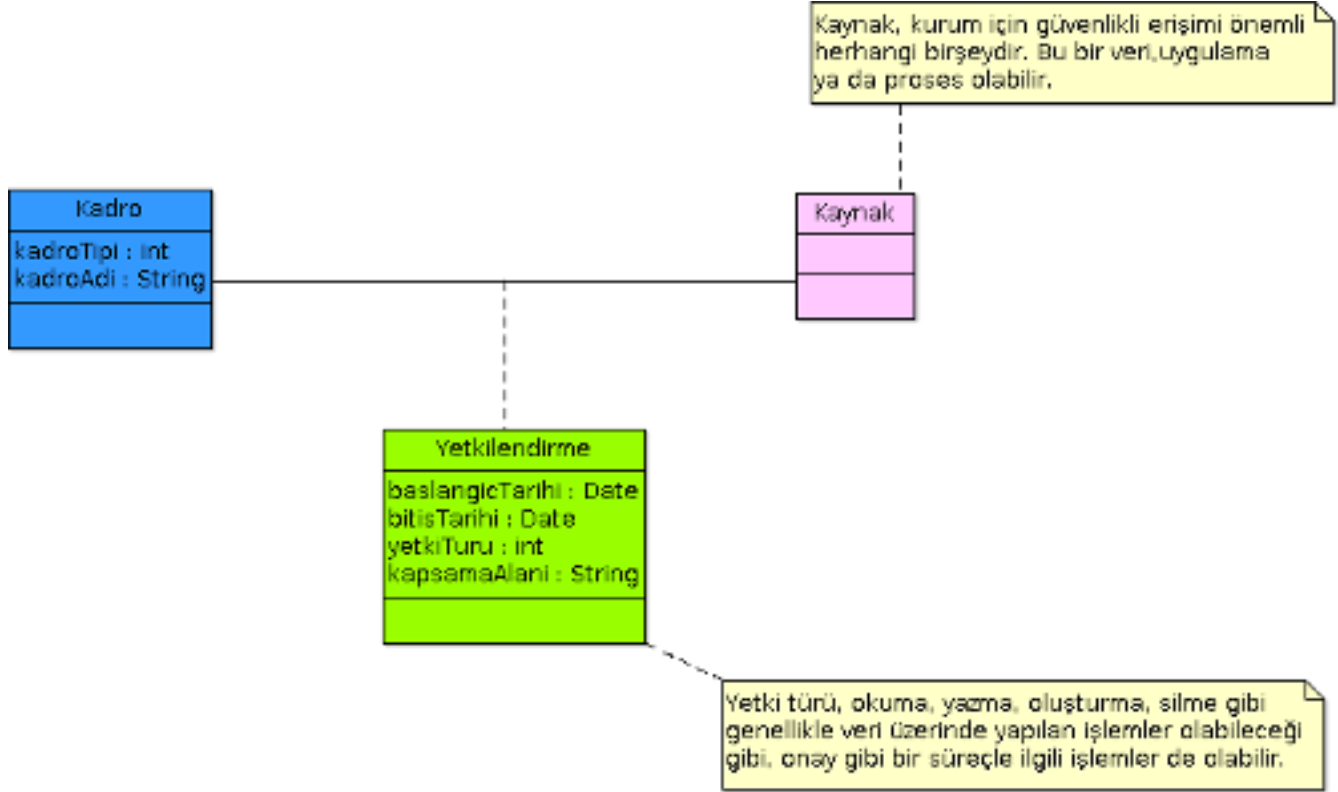 Kaynak, kurum için güvenlikli erişimi önemli
herhangi birşeydir. Bu bir veri,uygulama
ya da proses olabilir.
Kadro
kadroTipi : int
kadroAdi : String
Kaynak
Yetkilendirme
baslangicTarihi : Date
bitisTarihi : Date
yetkiTuru : int
kapsamaAlani : String
Yetki türü, okuma, yazma, oluşturma, silme gibi
genellikle veri üzerinde yapılan işlemler olabileceği
gibi, onay gibi bir süreçle ilgili işlemler de olabilir.